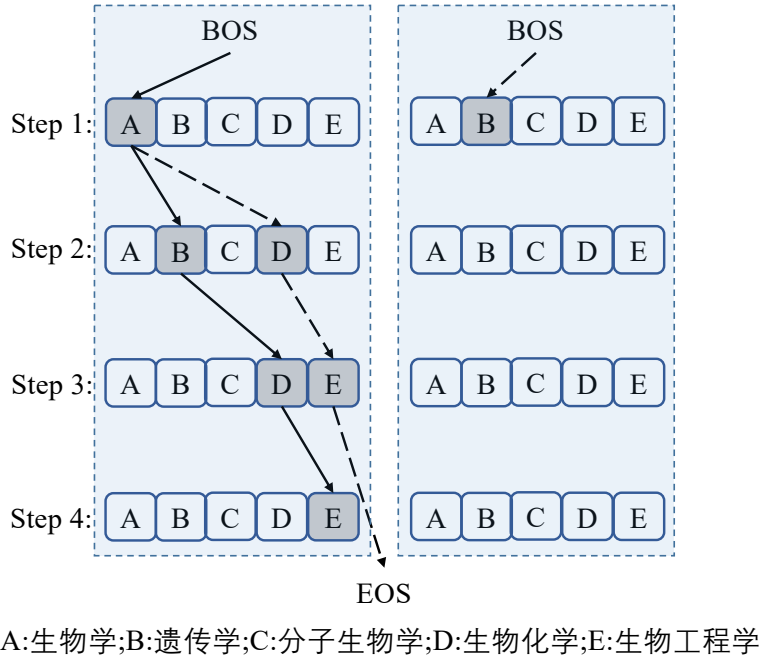 BOS BOS
Step 1: A B C D E A B C D E
Step 2: A B C D E A B C D E
Step 3: A B C D E A B C D E
Step 4: A B C D E A B C D E
EOS
A:生物学;B:遗传学;C:分子生物学;D:生物化学;E:生物工程学